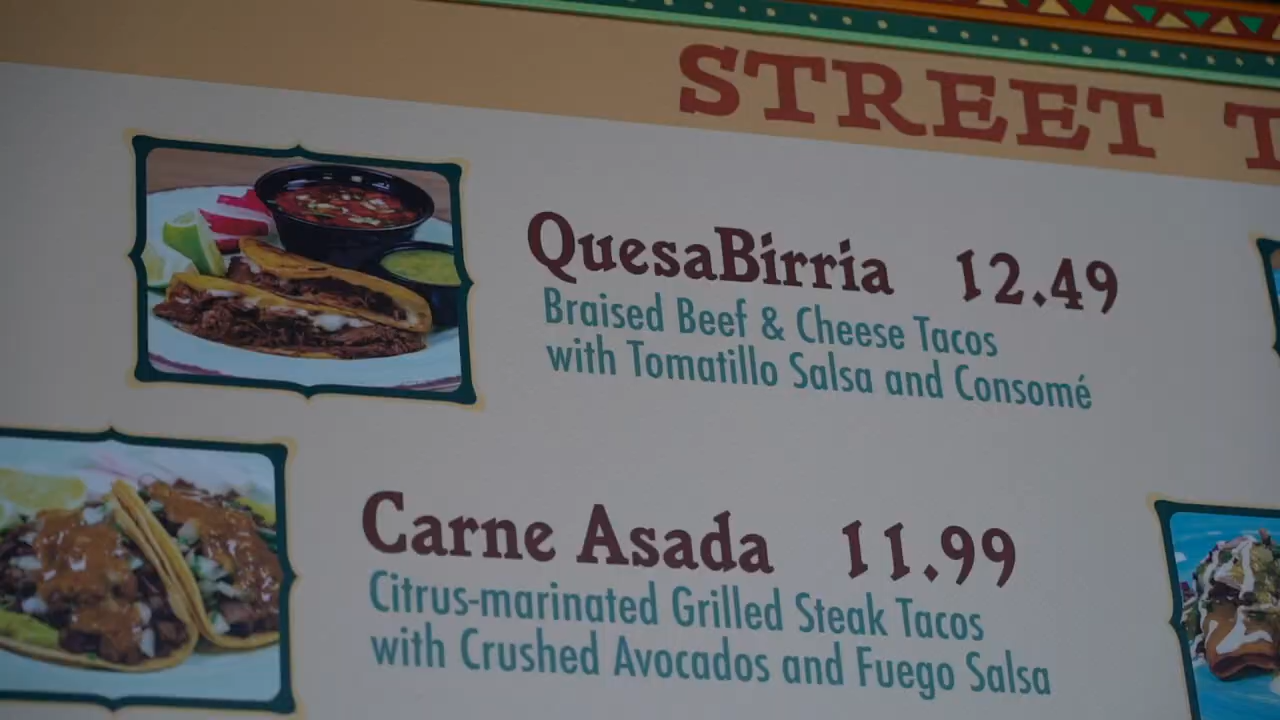 STREET T
QuesaBirria 12.49
Braised Beef & Cheese Tacos
with Tomatillo Salsa and Consomé
Carne Asada 11.99
Citrus-marinated Grilled Steak Tacos
with Crushed Avocados and Fuego Salsa